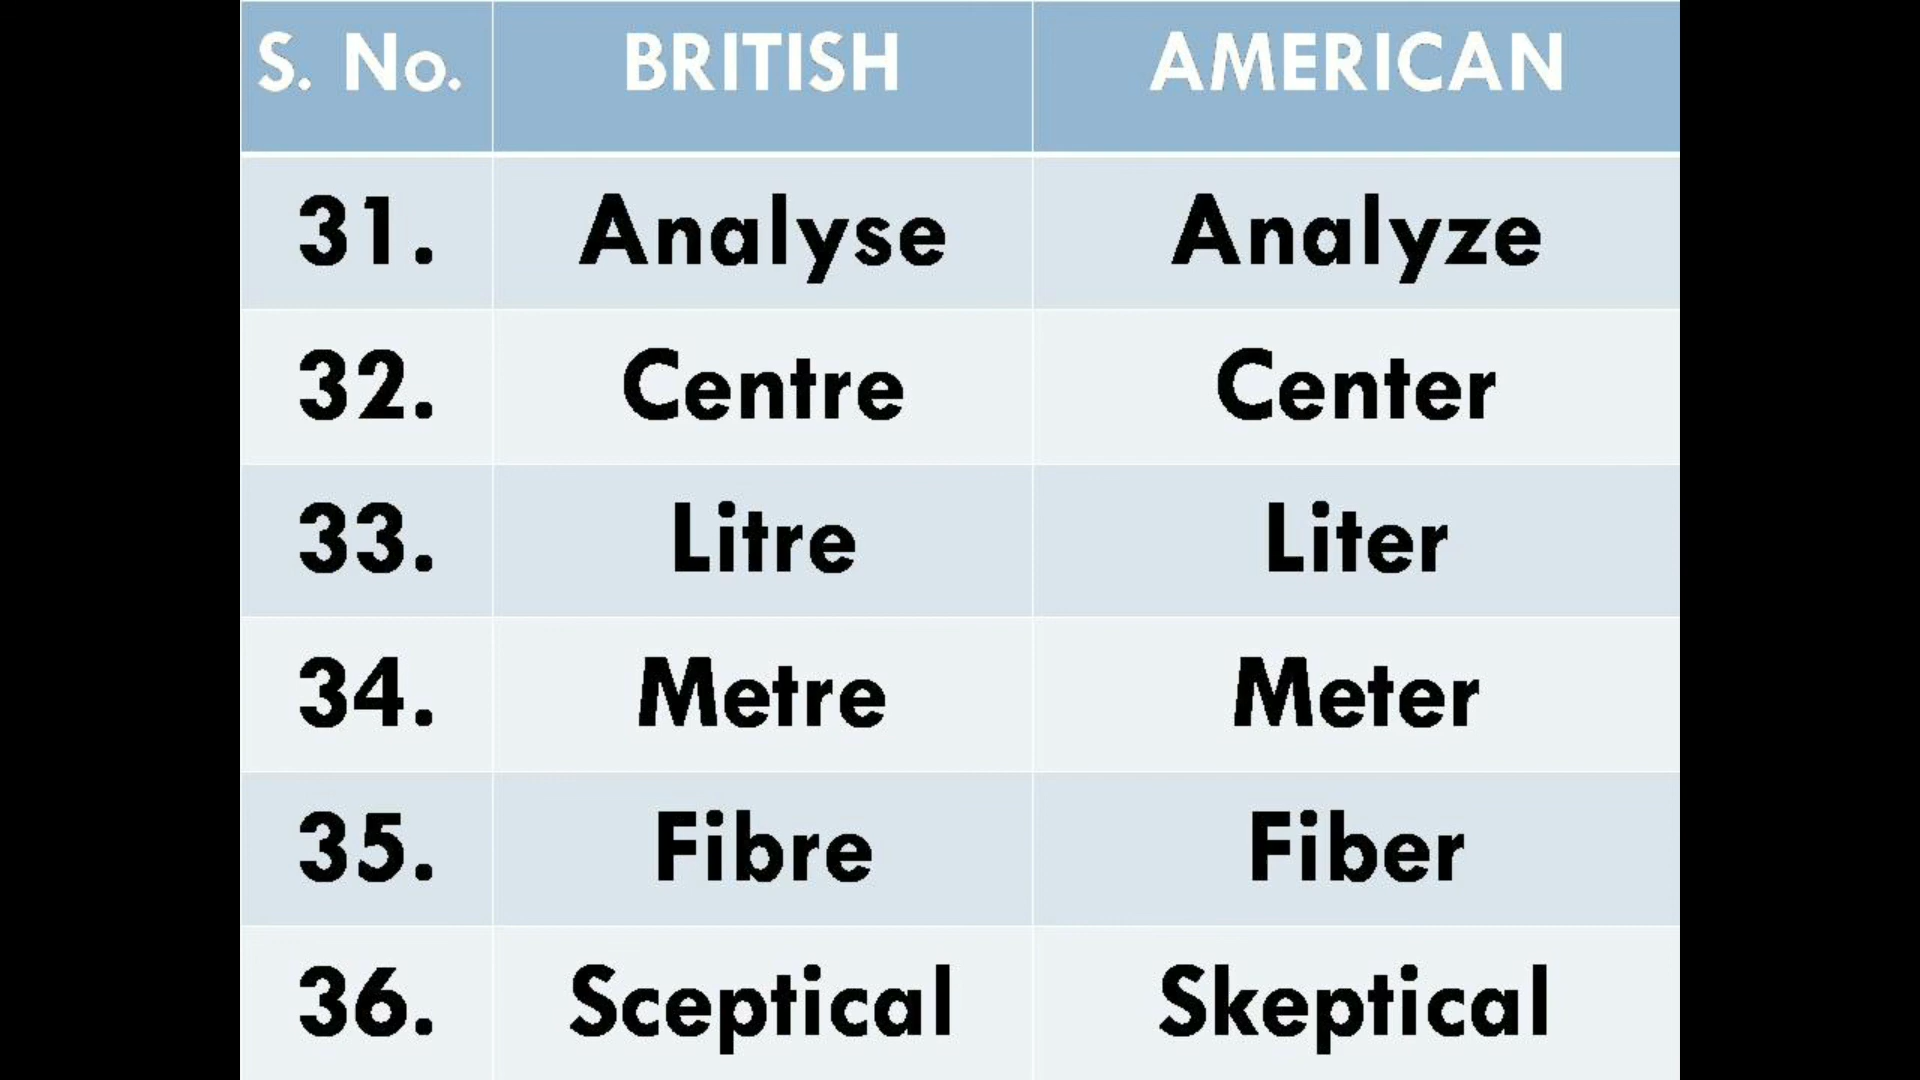 S. No. BRITISH AMERICAN
31. Analyse Analyze
32. Centre Center
33. Litre Liter
34. Metre Meter
35. Fibre Fiber
36. Sceptical Skeptical